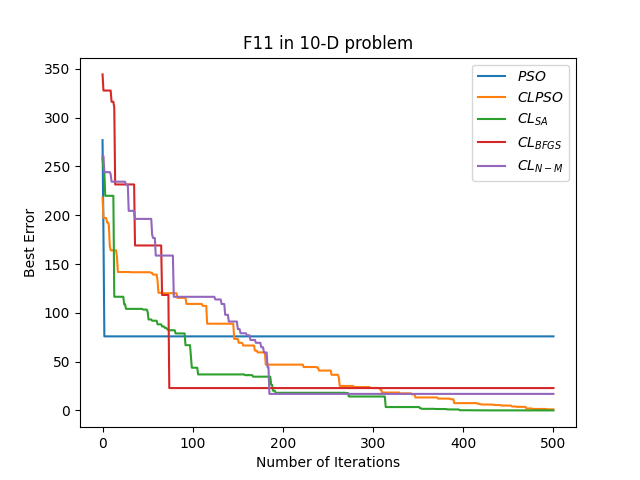 F11 in 10-D problem
Best Error
350
300
250
200
150
100
50
0
0 100 200 300 400 500
Number of Iterations
PSO
CLPSO
CL_SA
CL_BFGS
CL_N−M